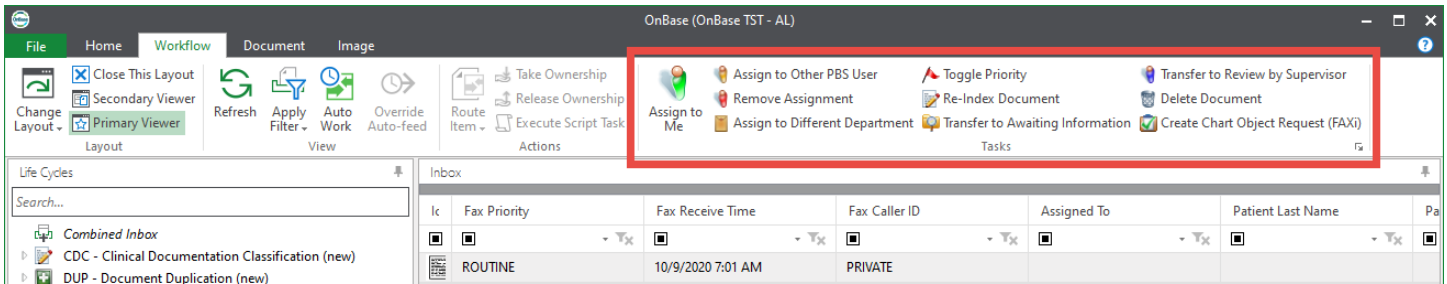 OnBase (OnBase TST - AL)
File Home Workflow Document Image
Close This Layout
Secondary Viewer
Primary Viewer
Change Layout
Layout
Refresh
Apply Filter
Auto Work
Override Auto-feed
View
Route Item
Take Ownership
Release Ownership
Execute Script Task
Actions
Assign to Me
Assign to Other PBS User
Remove Assignment
Assign to Different Department
Toggle Priority
Re-Index Document
Transfer to Awaiting Information
Transfer to Review by Supervisor
Delete Document
Create Chart Object Request (FAXi)
Tasks
Life Cycles
Search...
Combined Inbox
CDC - Clinical Documentation Classification (new)
DUP - Document Duplication (new)
Inbox
Fax Priority Fax Receive Time Fax Caller ID Assigned To Patient Last Name Pa
ROUTINE 10/9/2020 7:01 AM PRIVATE